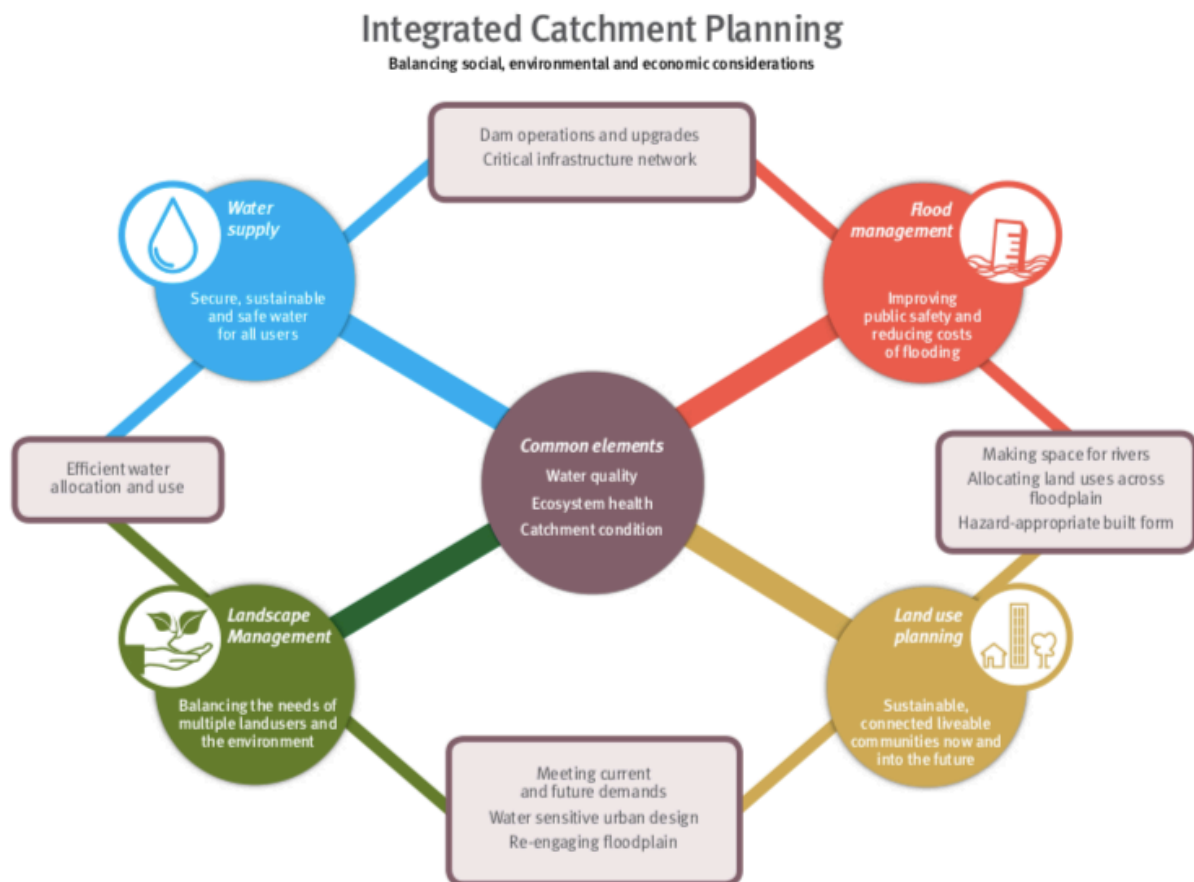 Integrated Catchment Planning
Balancing social, environmental and economic considerations
Dam operations and upgrades
Critical infrastructure network
Water
supply
Secure, sustainable
and safe water
for all users
Flood
management
Improving
public safety and
reducing costs
of flooding
Common elements
Water quality
Ecosystem health
Catchment condition
Efficient water
allocation and use
Making space for rivers
Allocating land uses across
floodplain
Hazard-appropriate built form
Landscape
Management
Balancing the needs of
multiple landusers and
the environment
Land use
planning
Sustainable,
connected liveable
communities now and
into the future
Meeting current
and future demands
Water sensitive urban design
Re-engaging floodplain